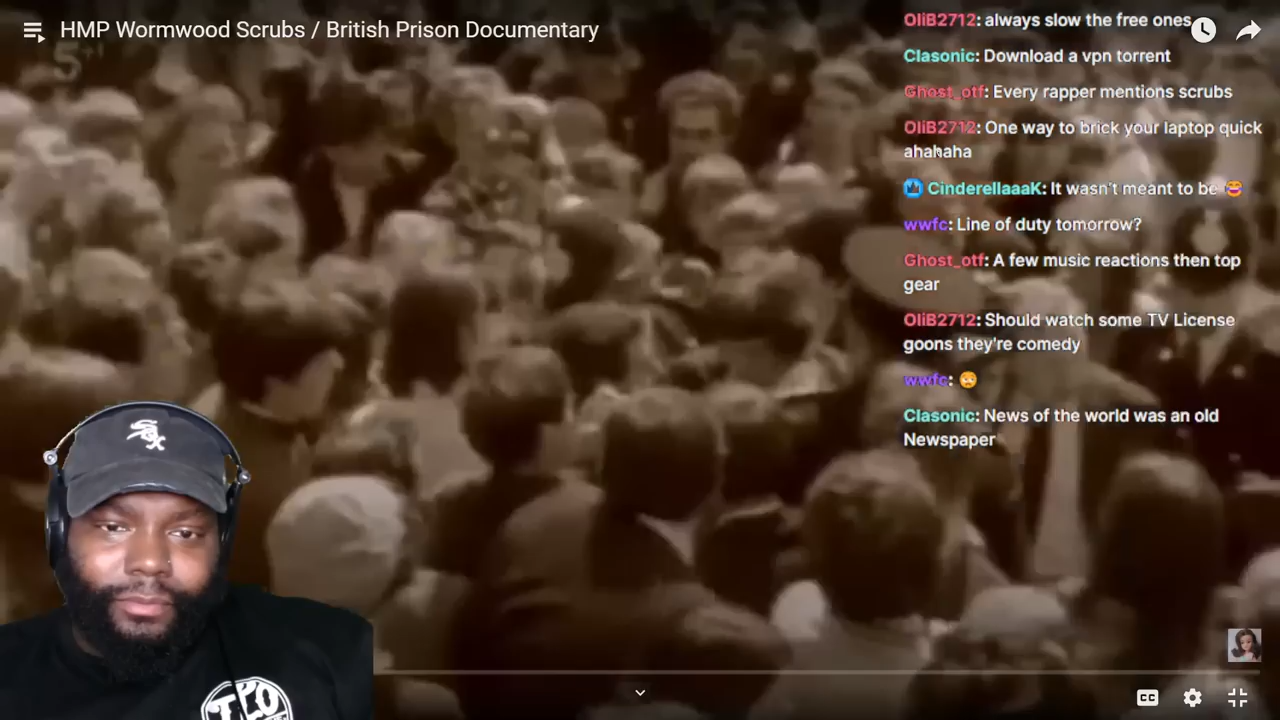 HMP Wormwood Scrubs / British Prison Documentary
5
OliB2712: always slow the free ones
Clasonic: Download a vpn torrent
Ghost_otf: Every rapper mentions scrubs
OliB2712: One way to brick your laptop quick
ahahaha
CinderellaaaK: It wasn't meant to be 😂
wwfc: Line of duty tomorrow?
Ghost_otf: A few music reactions then top
gear
OliB2712: Should watch some TV License
goons they're comedy
wwfc: 😳
Clasonic: News of the world was an old
Newspaper
Sox
CC